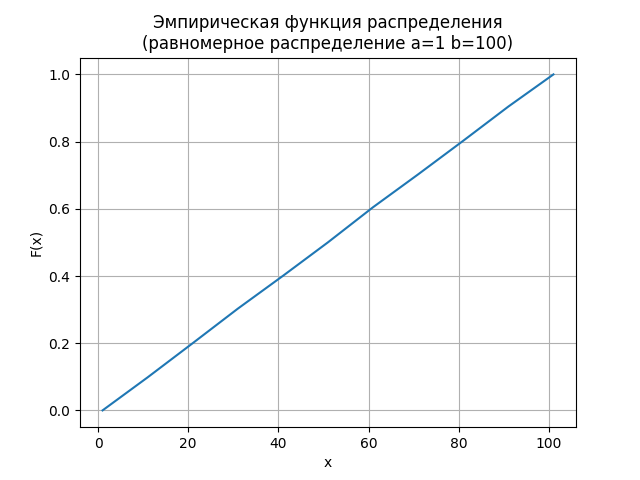 Эмпирическая функция распределения
(равномерное распределение a=1 b=100)
F(x)
1.0
0.8
0.6
0.4
0.2
0.0
0 20 40 60 80 100
x